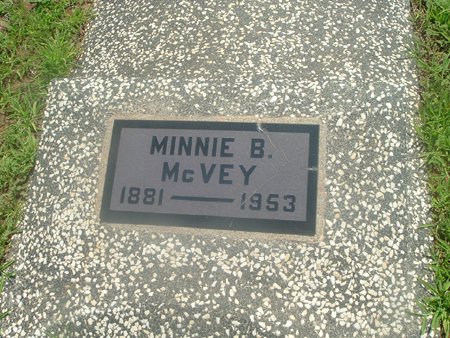 MINNIE B.
McVEY
1881 — 1953